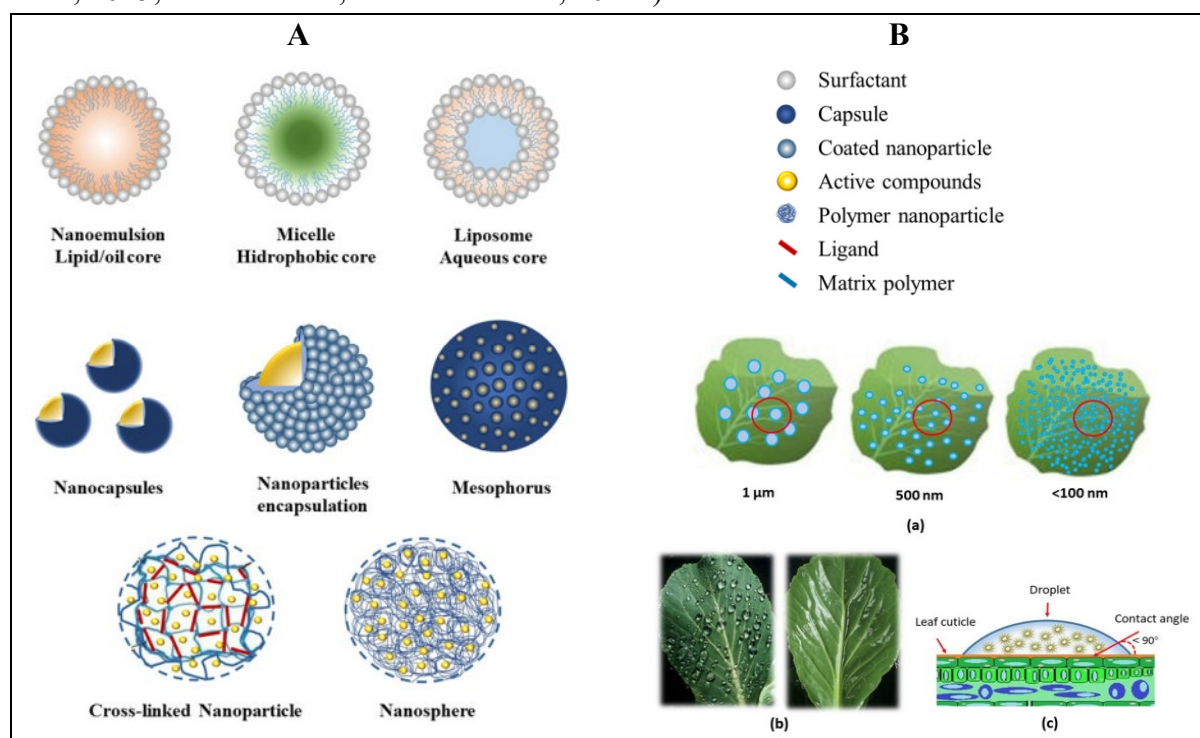 A
B
Nanoemulsion
Lipid/oil core
Micelle
Hidrophobic core
Liposome
Aqueous core
Nanocapsules
Nanoparticles
encapsulation
Mesophorus
Cross-linked Nanoparticle
Nanosphere
Surfactant
Capsule
Coated nanoparticle
Active compounds
Polymer nanoparticle
Ligand
Matrix polymer
1 µm
500 nm
<100 nm
(a)
(b)
Droplet
Leaf cuticle
Contact angle
< 90°
(c)